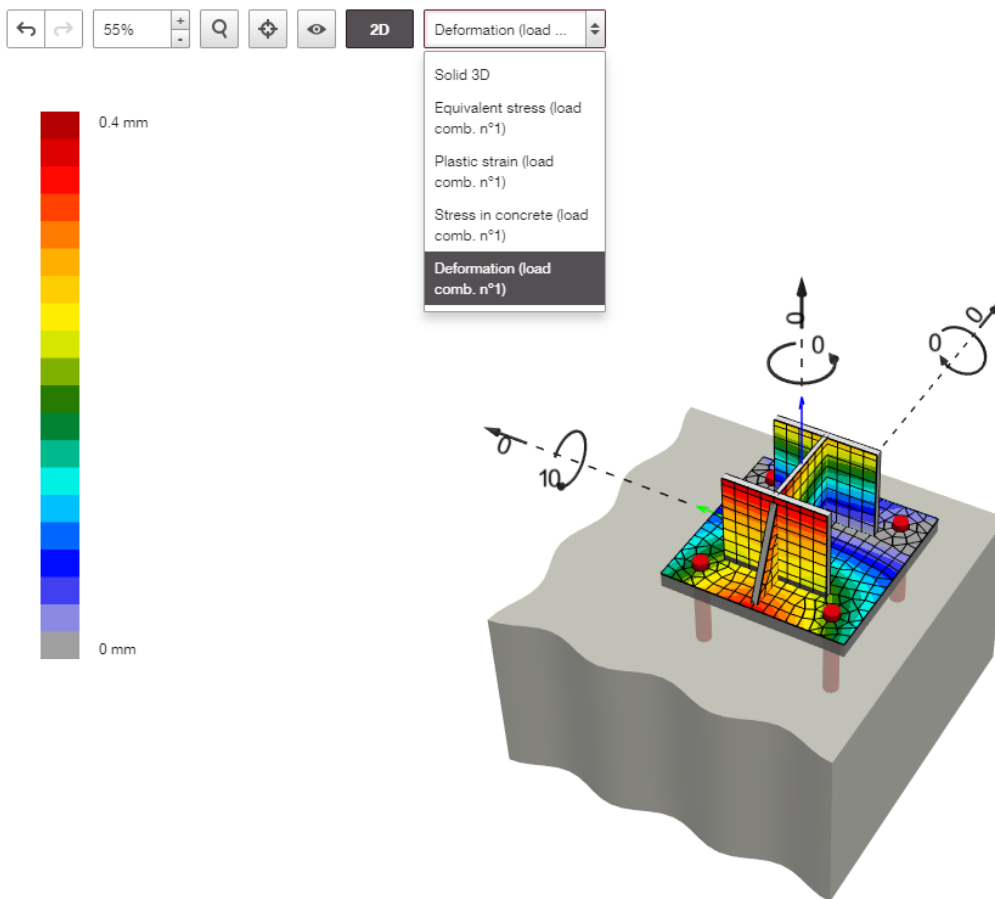 55%
+
-
2D
Deformation (load ...
Solid 3D
Equivalent stress (load
comb. n°1)
Plastic strain (load
comb. n°1)
Stress in concrete (load
comb. n°1)
Deformation (load
comb. n°1)
0.4 mm
0 mm
0
0
0
0
0
10